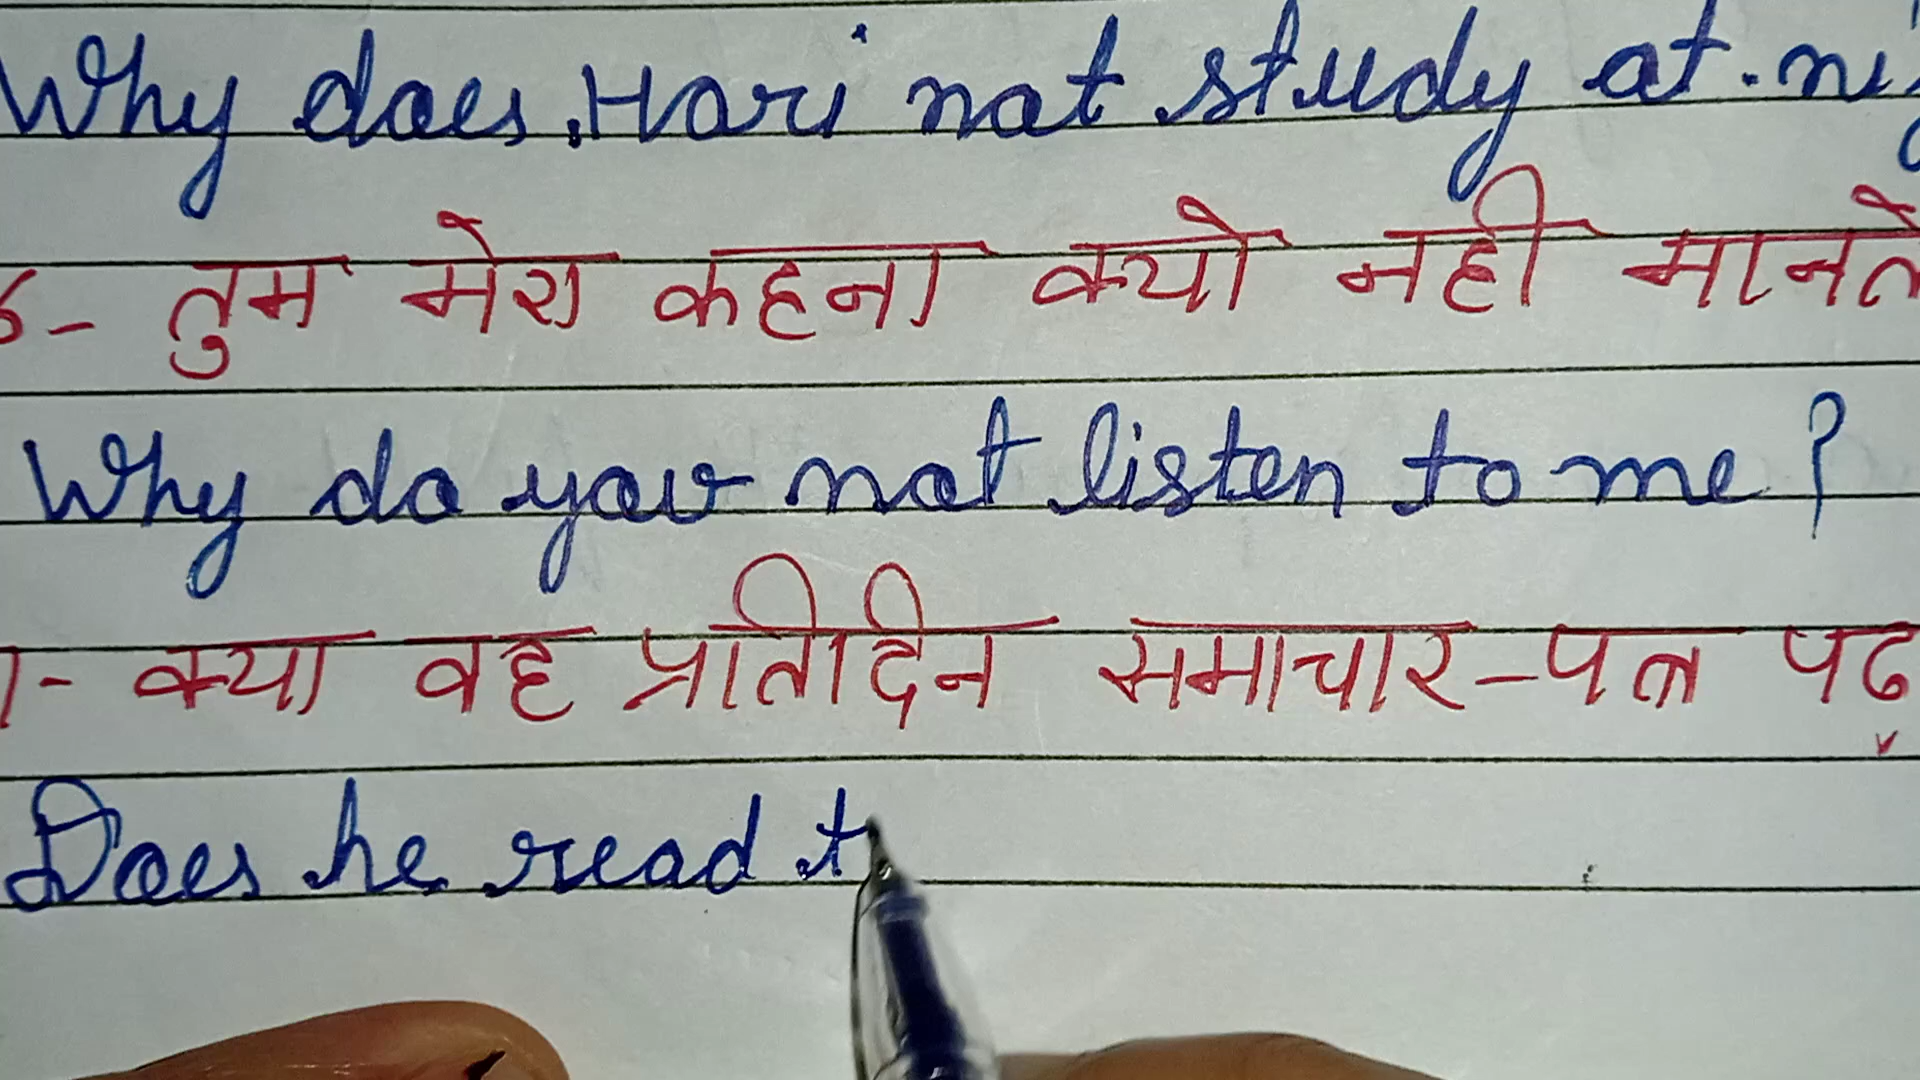 Why does Hari not study at
6- तुम मेरा कहना क्यो नही मानते
Why do you not listen to me?
क्या वह प्रतिदिन समाचार-पत्र पढ़
Does he read t